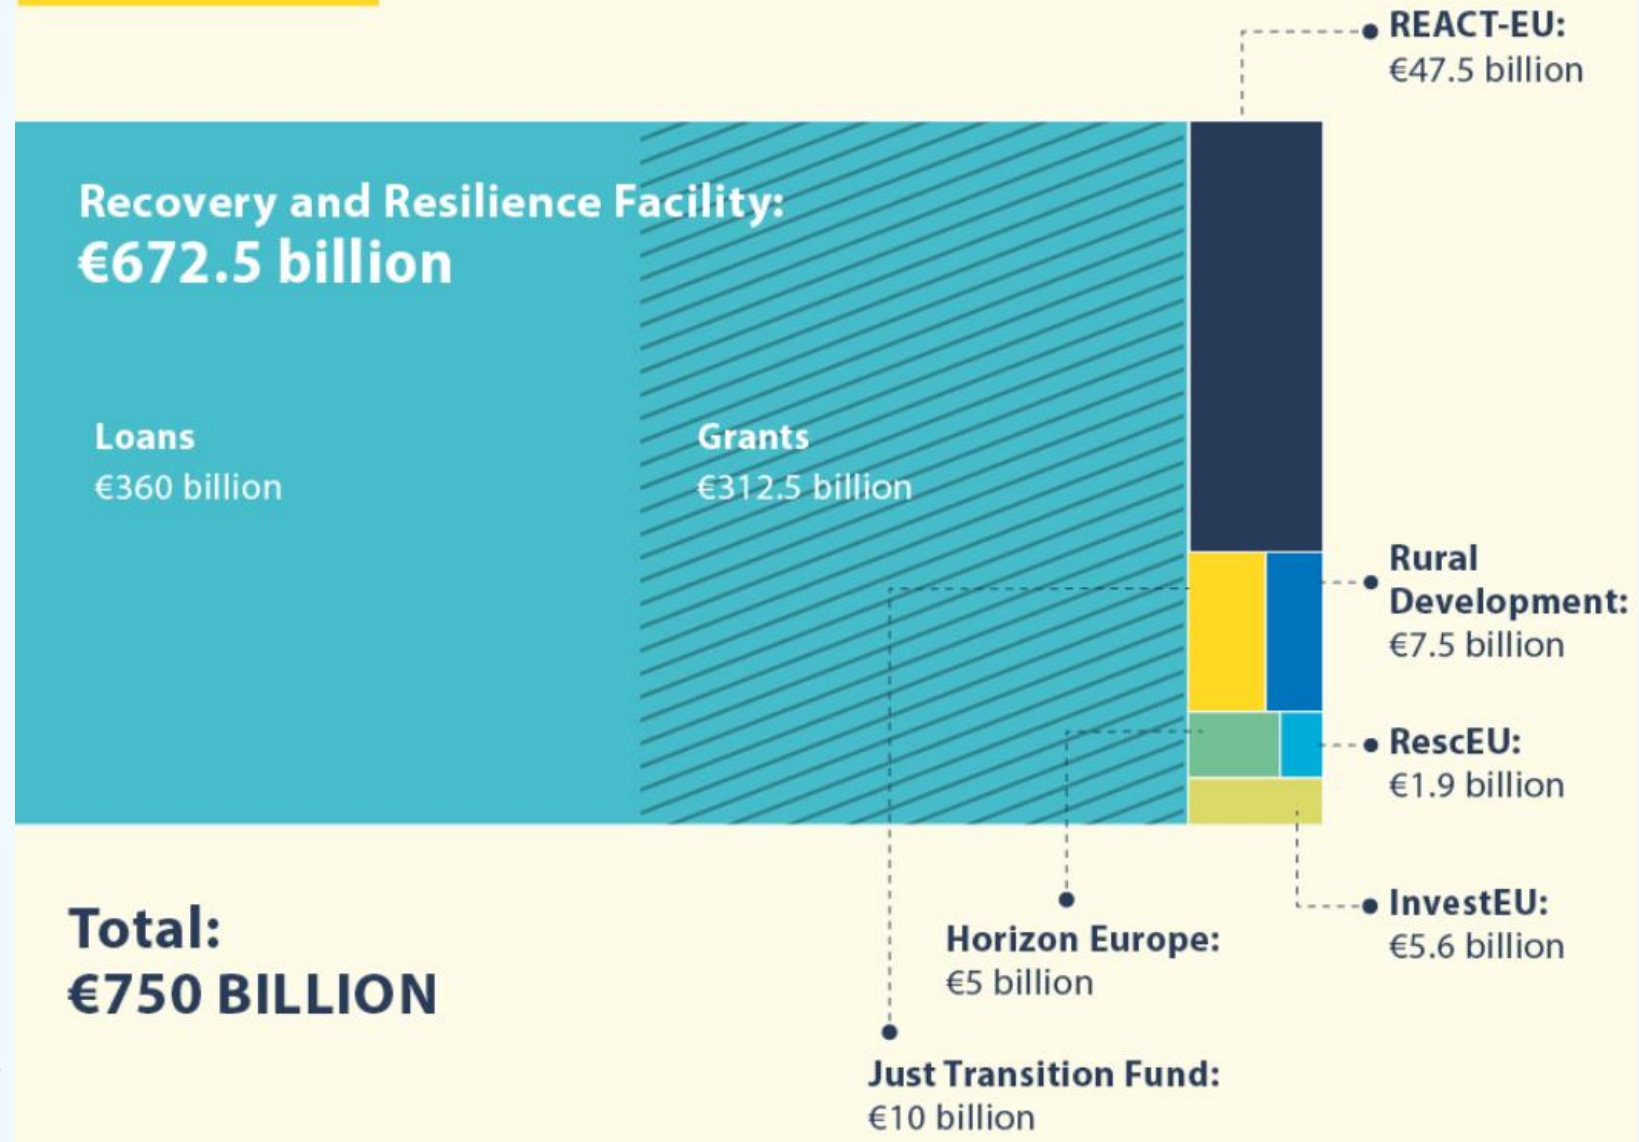 REACT-EU:
€47.5 billion
Recovery and Resilience Facility:
€672.5 billion
Loans
€360 billion
Grants
€312.5 billion
Rural
Development:
€7.5 billion
RescEU:
€1.9 billion
InvestEU:
€5.6 billion
Horizon Europe:
€5 billion
Just Transition Fund:
€10 billion
Total:
€750 BILLION